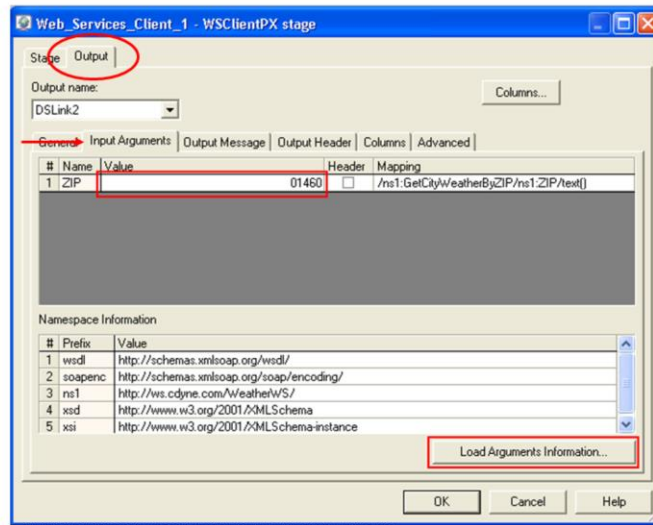 Web_Services_Client_1 - WSClientPX stage
Stage Output
Output name:
DSLink2
Columns...
General Input Arguments Output Message Output Header Columns Advanced
# Name Value Header Mapping
1 ZIP 01460 /ns1:GetCityWeatherByZIP/ns1:ZIP/text()
Namespace Information
# Prefix Value
1 wsdl http://schemas.xmlsoap.org/wsdl/
2 soapenc http://schemas.xmlsoap.org/soap/encoding/
3 ns1 http://ws.cdyne.com/WeatherWS/
4 xsd http://www.w3.org/2001/XMLSchema
5 xsi http://www.w3.org/2001/XMLSchema-instance
Load Arguments Information...
OK Cancel Help